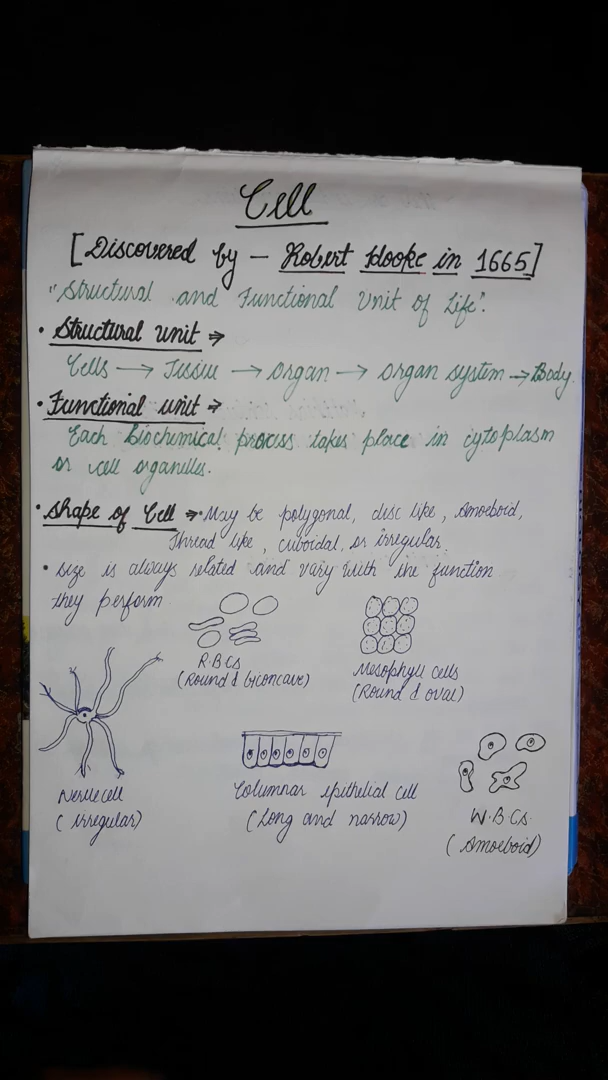 Cell
[Discovered by - Robert Hooke in 1665]
"Structural and Functional Unit of Life".
• Structural unit ⇒
Cells → Tissue → Organ → Organ system → Body.
• Functional unit ⇒
Each Biochemical process takes place in cytoplasm
or cell organelles.
• Shape of Cell ⇒ • May be polygonal, disc like, Amoeboid,
Thread like, cuboidal, or irregular.
• size is always related and vary with the function
they perform
R.B.Cs
(Round & biconcave)
Mesophyll cells
(Round & oval)
Nerve cell
(irregular)
Columnar epithelial cell
(Long and narrow)
W.B.Cs.
(Amoeboid)